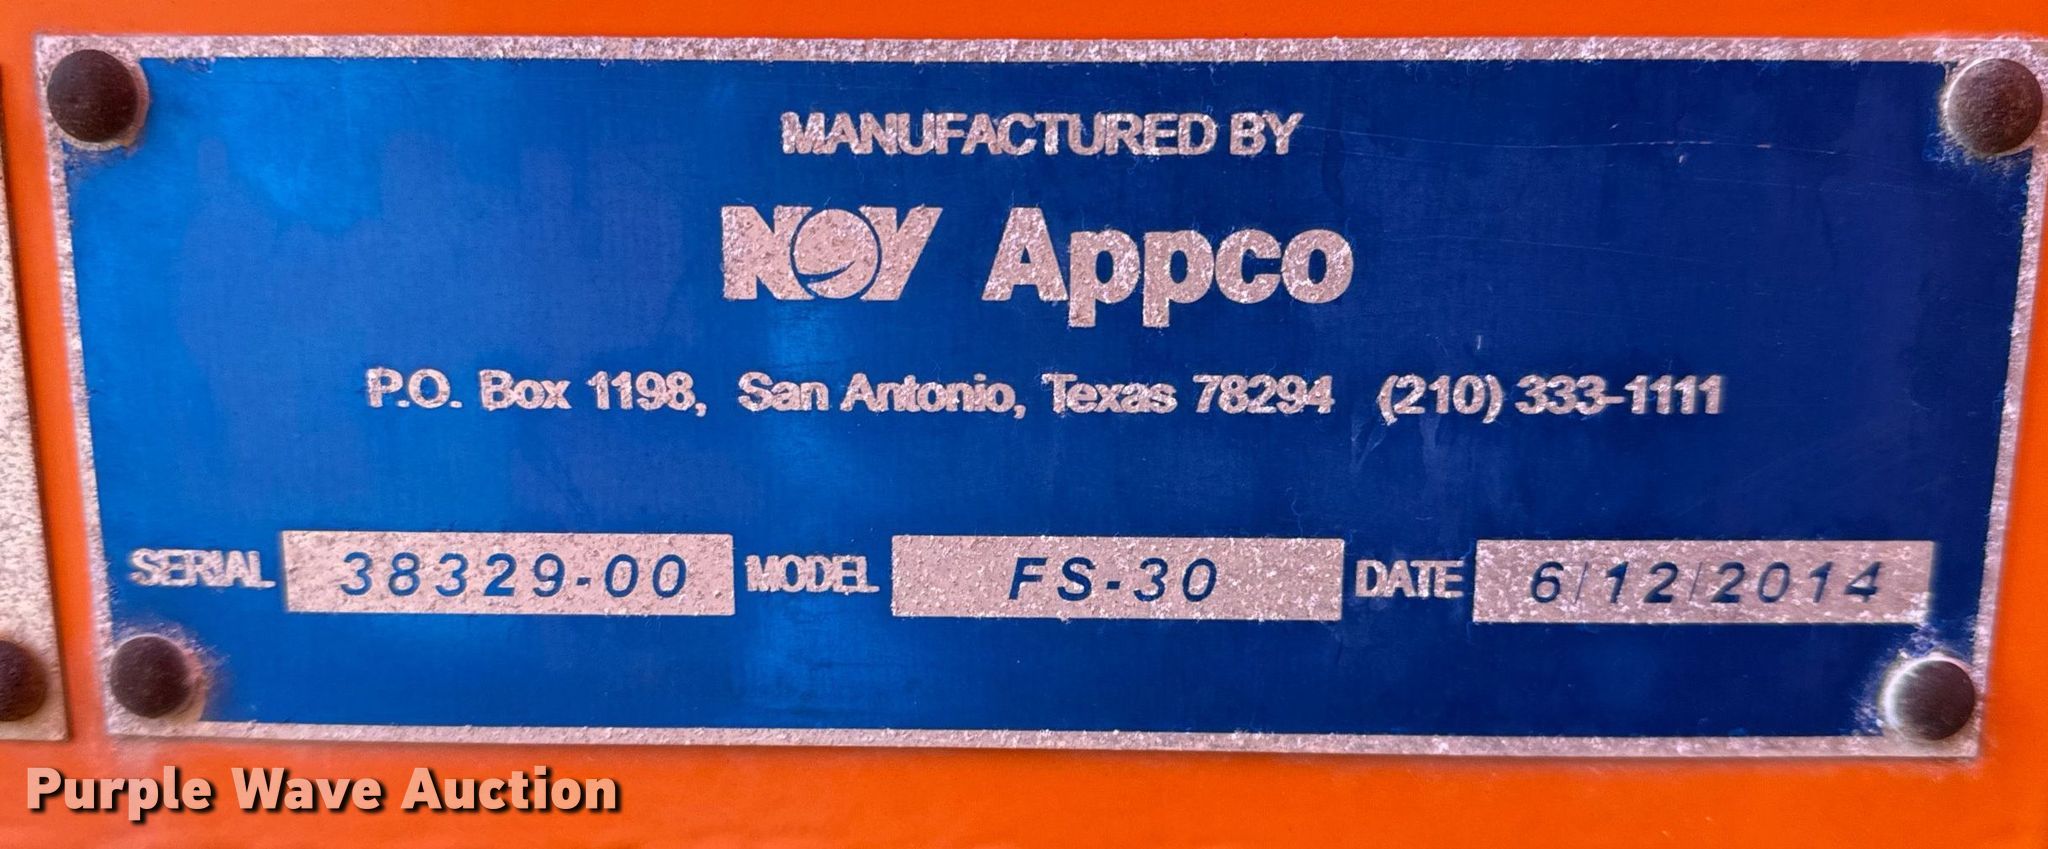 MANUFACTURED BY
NOV Appco
P.O. Box 1198, San Antonio, Texas 78294 (210) 333-1111
SERIAL 38329-00 MODEL FS-30 DATE 6/12/2014
Purple Wave Auction